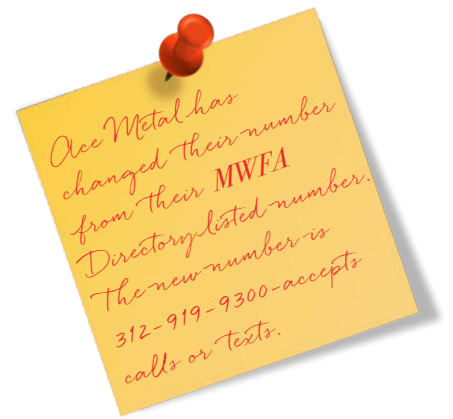 Ace Metal has
changed their number
from their MWFA
Directory listed number.
The new number is
312-919-9300-accepts
calls or texts.